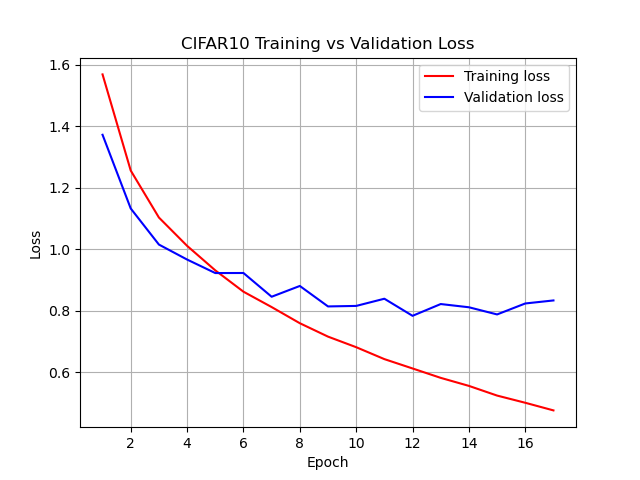 CIFAR10 Training vs Validation Loss
Training loss
Validation loss
Loss
1.6
1.4
1.2
1.0
0.8
0.6
2 4 6 8 10 12 14 16
Epoch